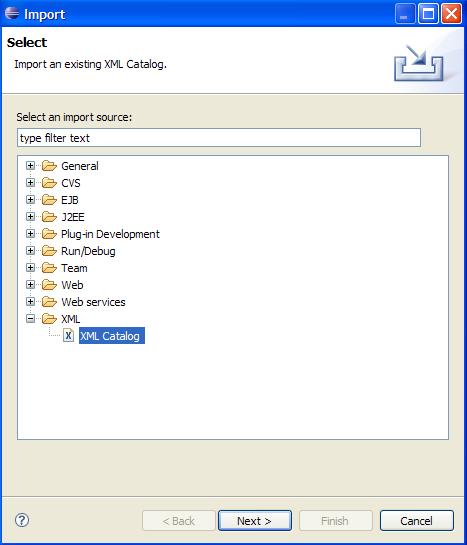 Import
Select
Import an existing XML Catalog.
Select an import source:
type filter text
General
CVS
EJB
J2EE
Plug-in Development
Run/Debug
Team
Web
Web services
XML
X XML Catalog
?
< Back Next > Finish Cancel